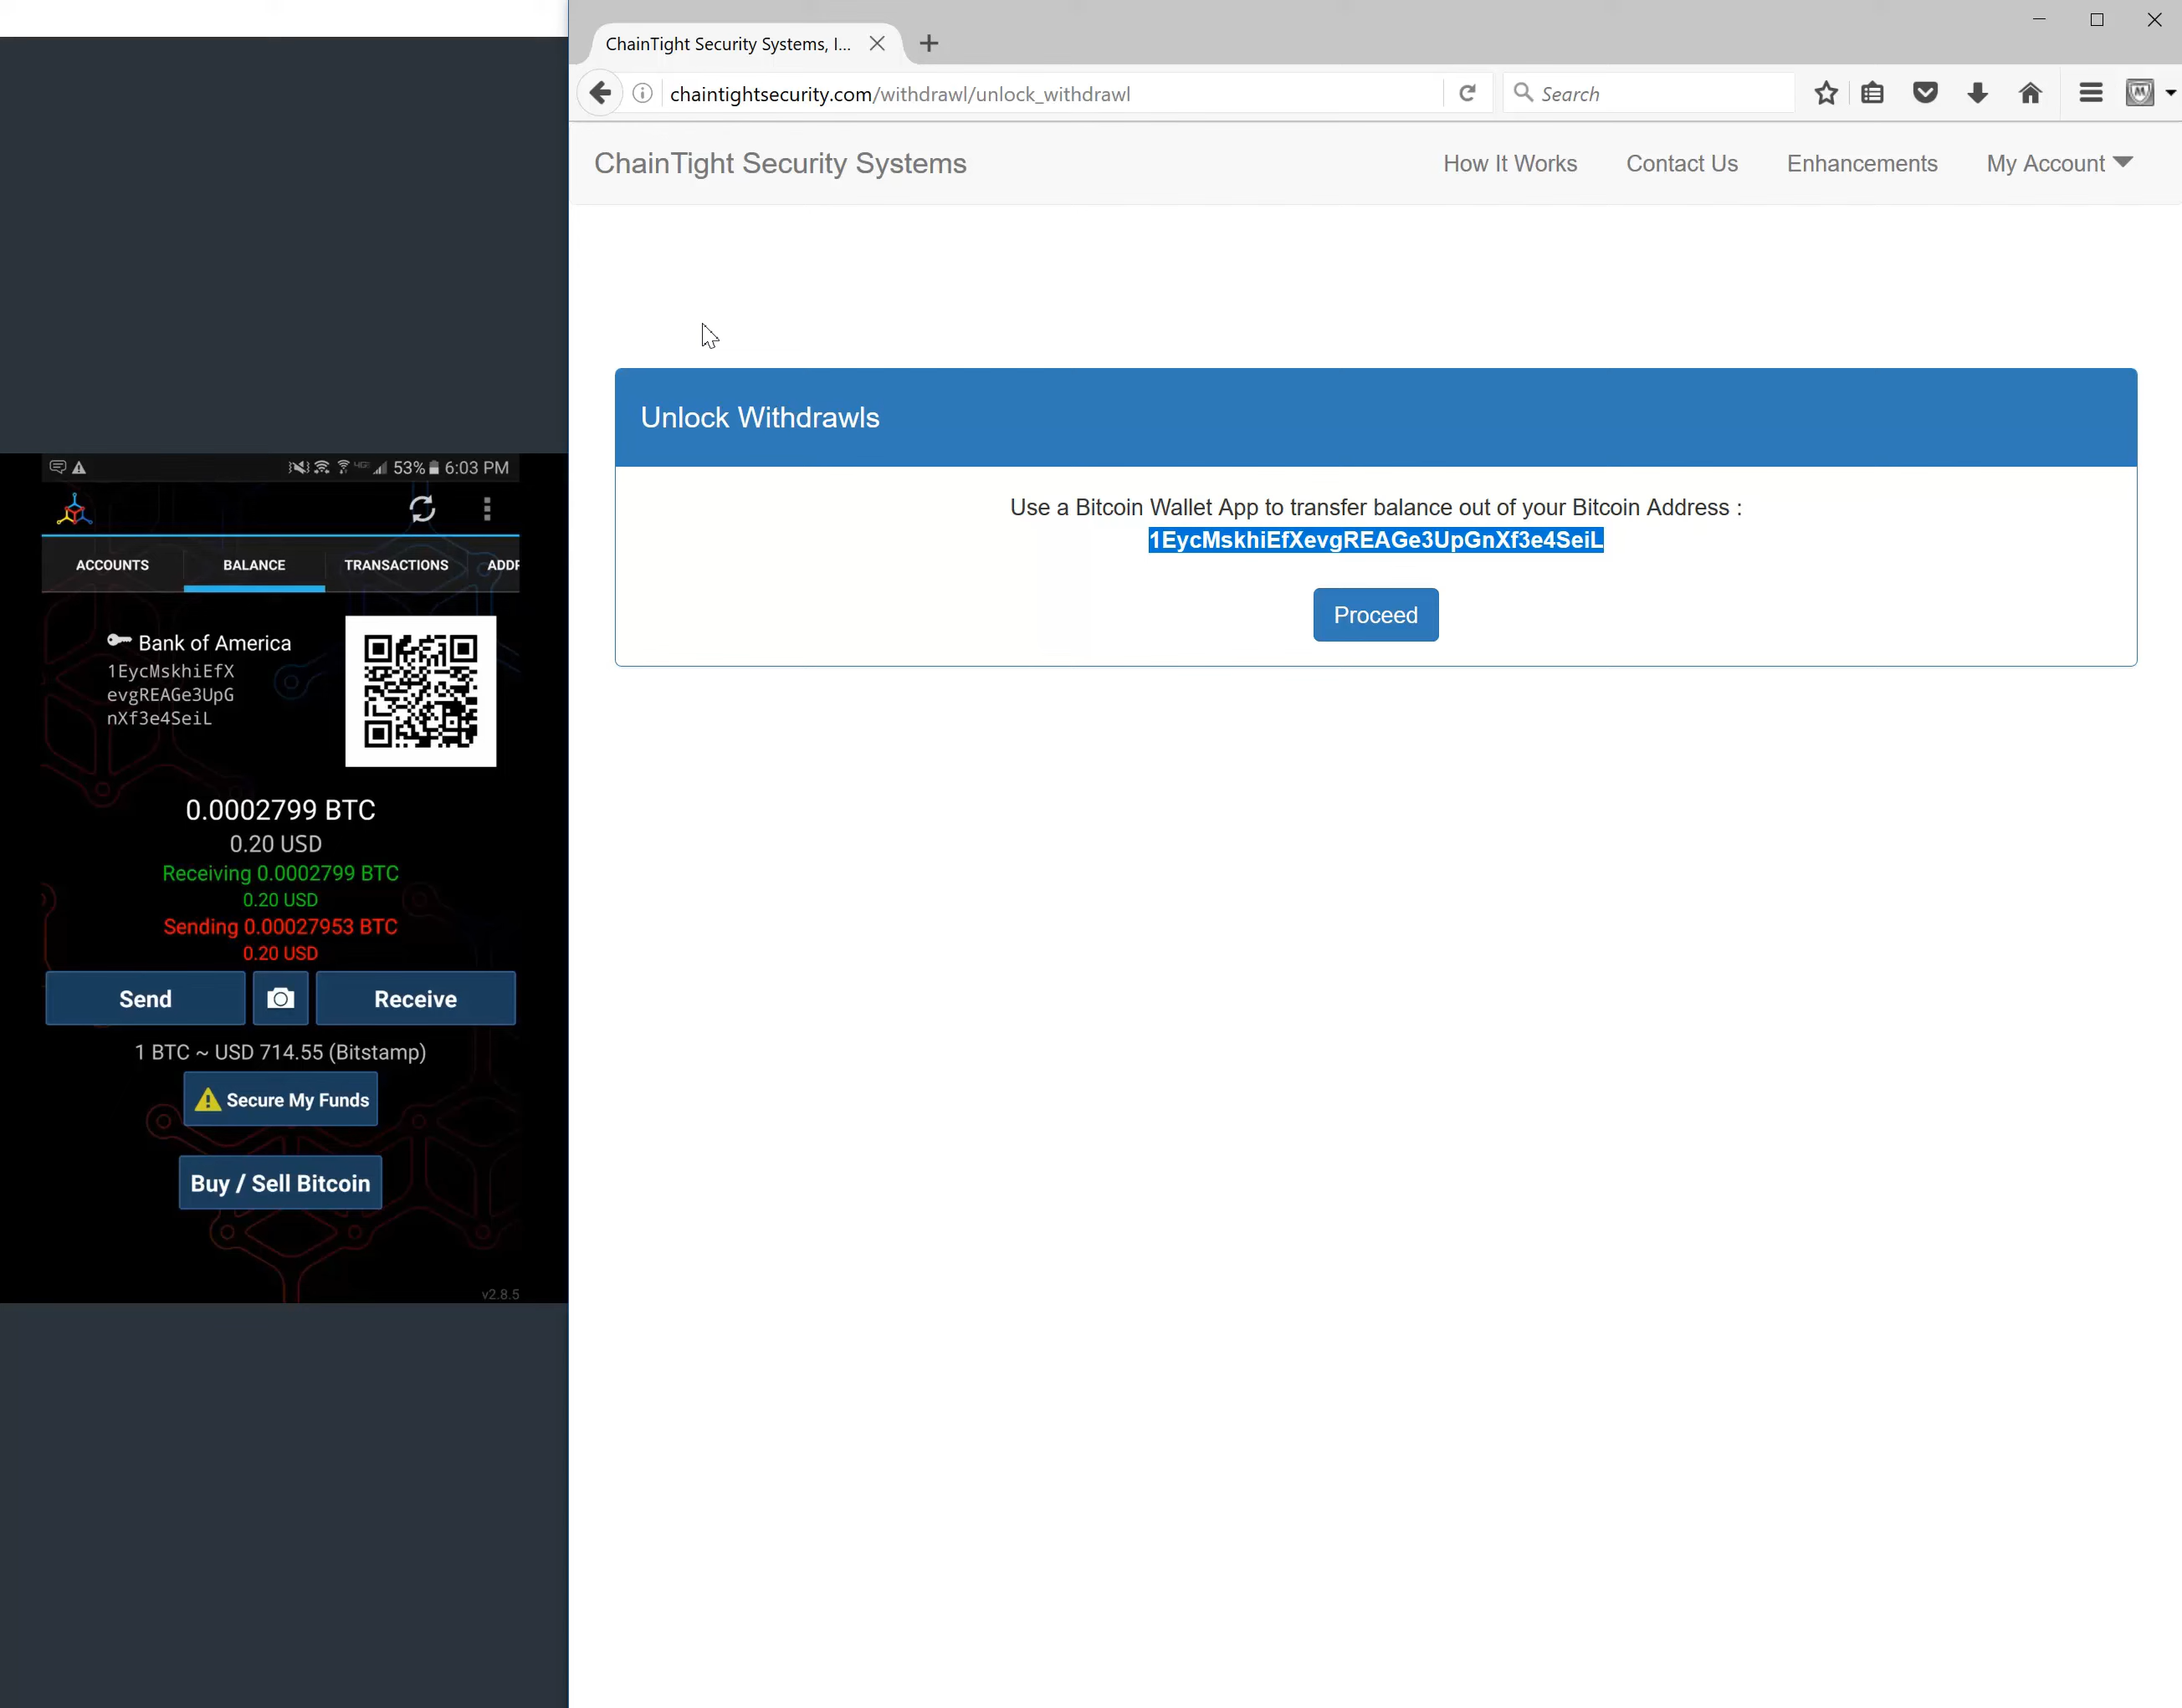 ChainTight Security Systems, I...
chaintightsecurity.com/withdrawl/unlock_withdrawl
Search
ChainTight Security Systems
How It Works
Contact Us
Enhancements
My Account
Unlock Withdrawls
Use a Bitcoin Wallet App to transfer balance out of your Bitcoin Address :
1EycMskhiEfXevgREAGe3UpGnXf3e4SeiL
Proceed
53% 6:03 PM
ACCOUNTS
BALANCE
TRANSACTIONS
ADDR
Bank of America
1EycMskhiEfX
evgREAGe3UpG
nXf3e4SeiL
0.0002799 BTC
0.20 USD
Receiving 0.0002799 BTC
0.20 USD
Sending 0.00027953 BTC
0.20 USD
Send
Receive
1 BTC ~ USD 714.55 (Bitstamp)
Secure My Funds
Buy / Sell Bitcoin
v2.8.5